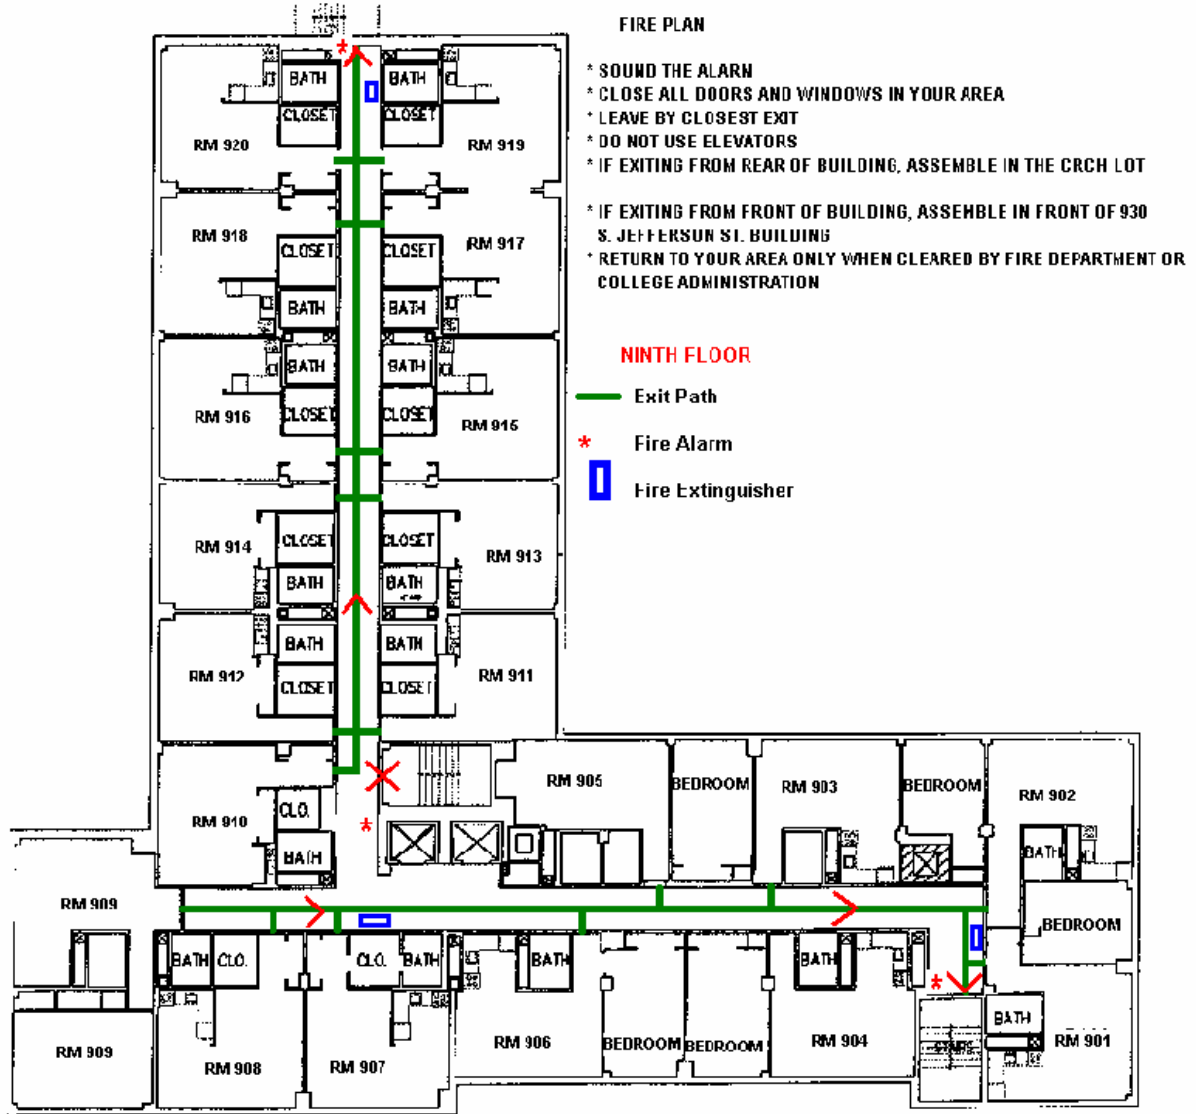 FIRE PLAN
* SOUND THE ALARM
* CLOSE ALL DOORS AND WINDOWS IN YOUR AREA
* LEAVE BY CLOSEST EXIT
* DO NOT USE ELEVATORS
* IF EXITING FROM REAR OF BUILDING, ASSEMBLE IN THE CRCH LOT
* IF EXITING FROM FRONT OF BUILDING, ASSEMBLE IN FRONT OF 930
S. JEFFERSON ST. BUILDING
* RETURN TO YOUR AREA ONLY WHEN CLEARED BY FIRE DEPARTMENT OR
COLLEGE ADMINISTRATION
NINTH FLOOR
Exit Path
* Fire Alarm
Fire Extinguisher
*
BATH BATH
CLOSET CLOSET
RM 920 RM 919
RM 918 RM 917
CLOSET CLOSET
BATH BATH
BATH BATH
RM 916 CLOSET CLOSET RM 915
RM 914 CLOSET CLOSET RM 913
BATH BATH
BATH BATH
RM 912 CLOSET CLOSET RM 911
RM 905 BEDROOM RM 903 BEDROOM RM 902
RM 910 CLO.
*
BATH BATH
RM 909 BEDROOM
BATH CLO. CLO. BATH BATH BATH
*
BATH
RM 909 RM 908 RM 907 RM 906 BEDROOM BEDROOM RM 904 STAIRS RM 901